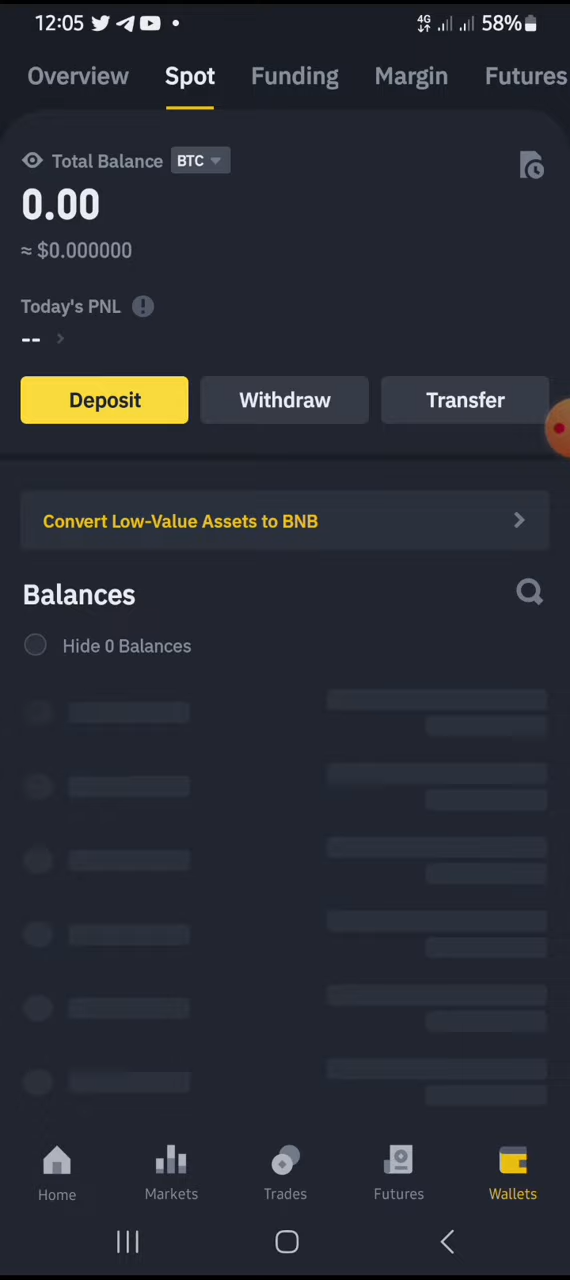 12:05 4G 58%
Overview Spot Funding Margin Futures
Total Balance BTC
0.00
≈ $0.000000
Today's PNL
--
Deposit Withdraw Transfer
Convert Low-Value Assets to BNB
Balances
Hide 0 Balances
Home Markets Trades Futures Wallets